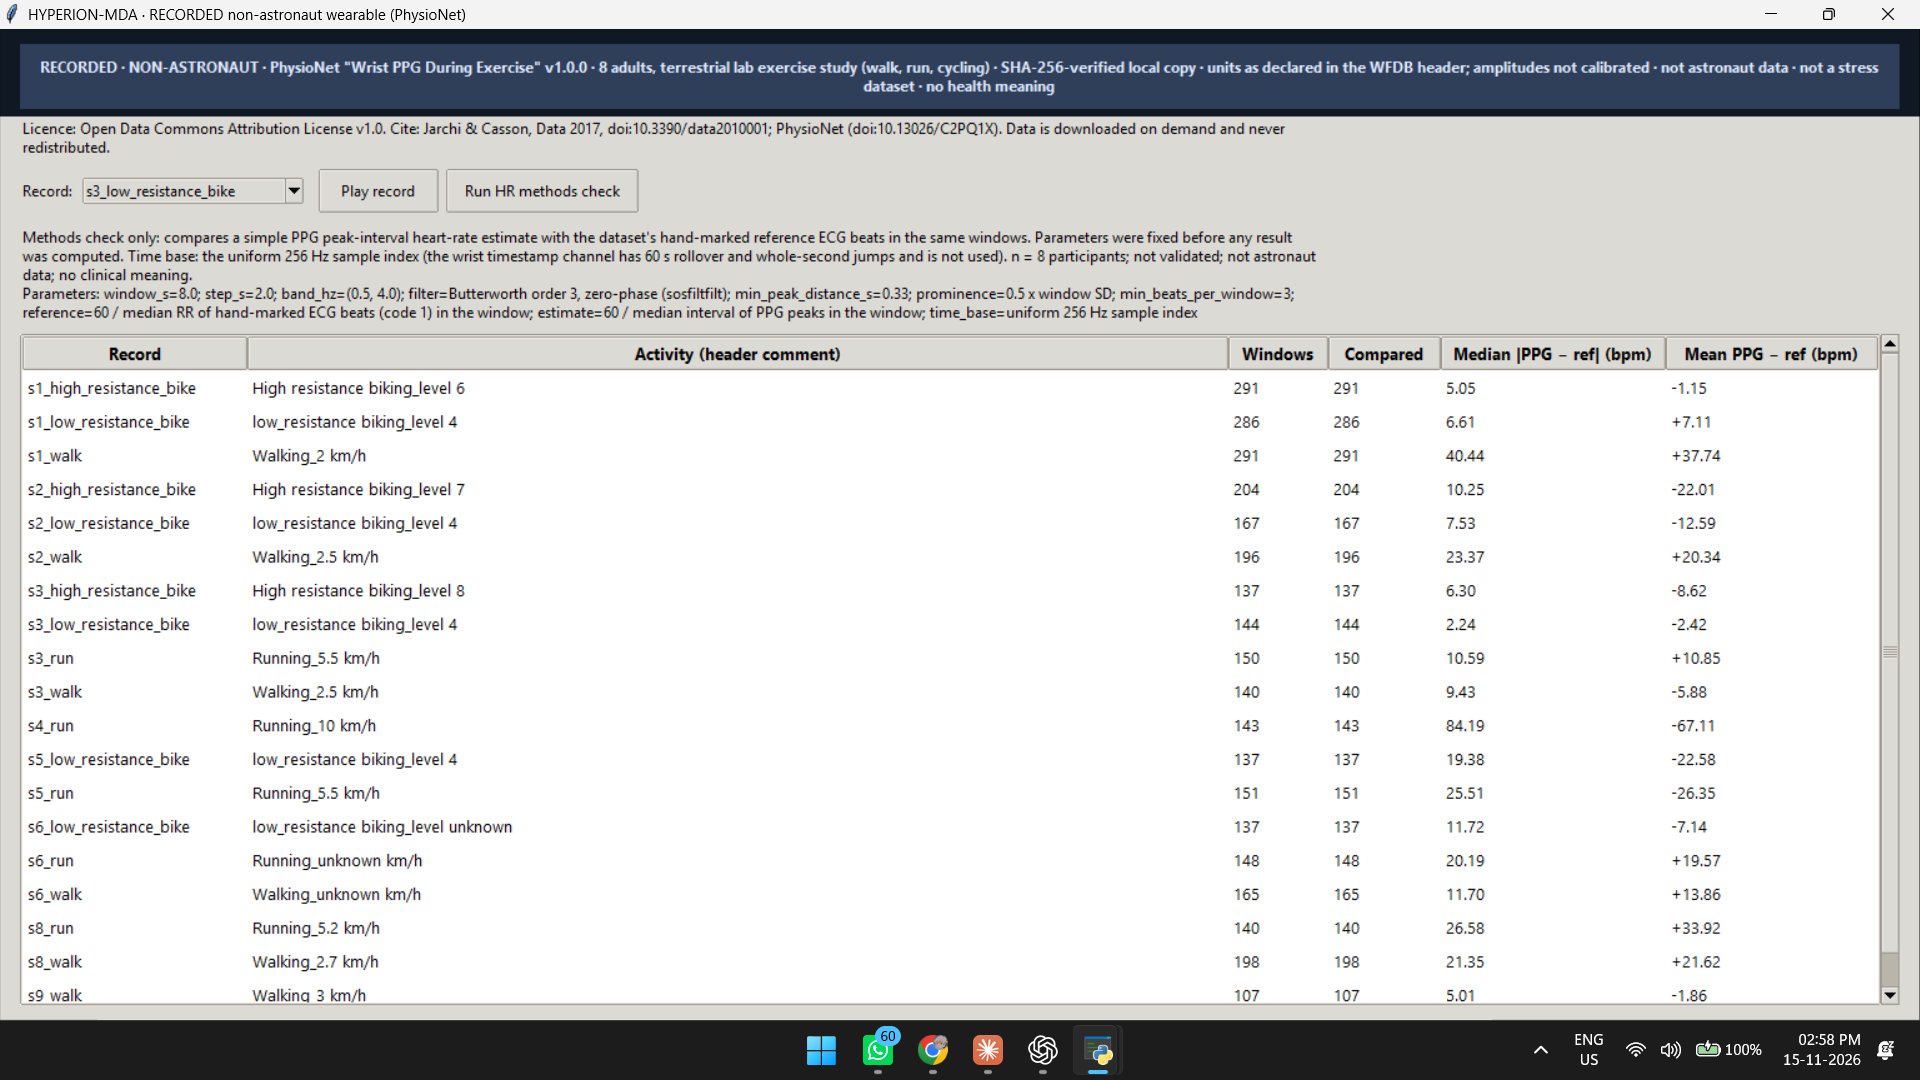 HYPERION-MDA · RECORDED non-astronaut wearable (PhysioNet)
RECORDED · NON-ASTRONAUT · PhysioNet "Wrist PPG During Exercise" v1.0.0 · 8 adults, terrestrial lab exercise study (walk, run, cycling) · SHA-256-verified local copy · units as declared in the WFDB header; amplitudes not calibrated · not astronaut data · not a stress
dataset · no health meaning
Licence: Open Data Commons Attribution License v1.0. Cite: Jarchi & Casson, Data 2017, doi:10.3390/data2010001; PhysioNet (doi:10.13026/C2PQ1X). Data is downloaded on demand and never
redistributed.
Record: s3_low_resistance_bike Play record Run HR methods check
Methods check only: compares a simple PPG peak-interval heart-rate estimate with the dataset's hand-marked reference ECG beats in the same windows. Parameters were fixed before any result
was computed. Time base: the uniform 256 Hz sample index (the wrist timestamp channel has 60 s rollover and whole-second jumps and is not used). n = 8 participants; not validated; not astronaut
data; no clinical meaning.
Parameters: window_s=8.0; step_s=2.0; band_hz=(0.5, 4.0); filter=Butterworth order 3, zero-phase (sosfiltfilt); min_peak_distance_s=0.33; prominence=0.5 x window SD; min_beats_per_window=3;
reference=60 / median RR of hand-marked ECG beats (code 1) in the window; estimate=60 / median interval of PPG peaks in the window; time_base=uniform 256 Hz sample index
Record Activity (header comment) Windows Compared Median |PPG − ref| (bpm) Mean PPG − ref (bpm)
s1_high_resistance_bike High resistance biking_level 6 291 291 5.05 -1.15
s1_low_resistance_bike low_resistance biking_level 4 286 286 6.61 +7.11
s1_walk Walking_2 km/h 291 291 40.44 +37.74
s2_high_resistance_bike High resistance biking_level 7 204 204 10.25 -22.01
s2_low_resistance_bike low_resistance biking_level 4 167 167 7.53 -12.59
s2_walk Walking_2.5 km/h 196 196 23.37 +20.34
s3_high_resistance_bike High resistance biking_level 8 137 137 6.30 -8.62
s3_low_resistance_bike low_resistance biking_level 4 144 144 2.24 -2.42
s3_run Running_5.5 km/h 150 150 10.59 +10.85
s3_walk Walking_2.5 km/h 140 140 9.43 -5.88
s4_run Running_10 km/h 143 143 84.19 -67.11
s5_low_resistance_bike low_resistance biking_level 4 137 137 19.38 -22.58
s5_run Running_5.5 km/h 151 151 25.51 -26.35
s6_low_resistance_bike low_resistance biking_level unknown 137 137 11.72 -7.14
s6_run Running_unknown km/h 148 148 20.19 +19.57
s6_walk Walking_unknown km/h 165 165 11.70 +13.86
s8_run Running_5.2 km/h 140 140 26.58 +33.92
s8_walk Walking_2.7 km/h 198 198 21.35 +21.62
s9_walk Walking_3 km/h 107 107 5.01 -1.86
60
ENG
US
100%
02:58 PM
15-11-2026